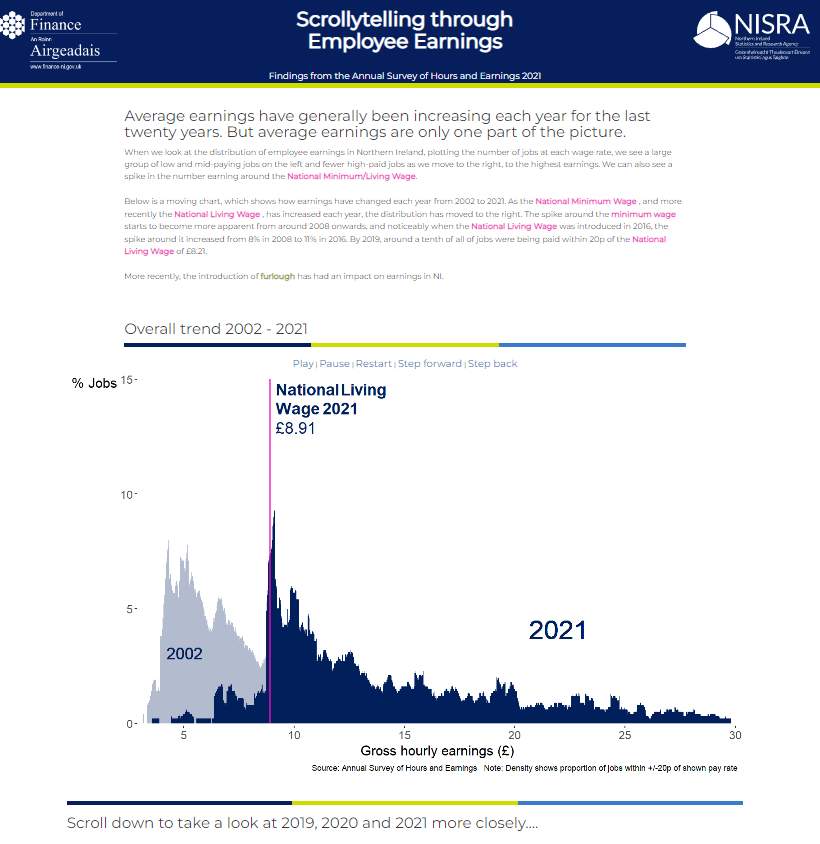 Department of
Finance
An Roinn
Airgeadais
www.finance-ni.gov.uk
Scrollytelling through
Employee Earnings
Findings from the Annual Survey of Hours and Earnings 2021
NISRA
Northern Ireland
Statistics and Research Agency
Average earnings have generally been increasing each year for the last
twenty years. But average earnings are only one part of the picture.
When we look at the distribution of employee earnings in Northern Ireland, plotting the number of jobs at each wage rate, we see a large
group of low and mid-paying jobs on the left and fewer high-paid jobs as we move to the right, to the highest earnings. We can also see a
spike in the number earning around the National Minimum/Living Wage.
Below is a moving chart, which shows how earnings have changed each year from 2002 to 2021. As the National Minimum Wage , and more
recently the National Living Wage , has increased each year, the distribution has moved to the right. The spike around the minimum wage
starts to become more apparent from around 2008 onwards, and noticeably when the National Living Wage was introduced in 2016, the
spike around it increased from 8% in 2008 to 11% in 2016. By 2019, around a tenth of all of jobs were being paid within 20p of the National
Living Wage of £8.21.
More recently, the introduction of furlough has had an impact on earnings in NI.
Overall trend 2002 - 2021
Play | Pause | Restart | Step forward | Step back
% Jobs
15
National Living
Wage 2021
£8.91
10
5
2021
2002
0
5 10 15 20 25 30
Gross hourly earnings (£)
Source: Annual Survey of Hours and Earnings Note: Density shows proportion of jobs within +/-20p of shown pay rate
Scroll down to take a look at 2019, 2020 and 2021 more closely....